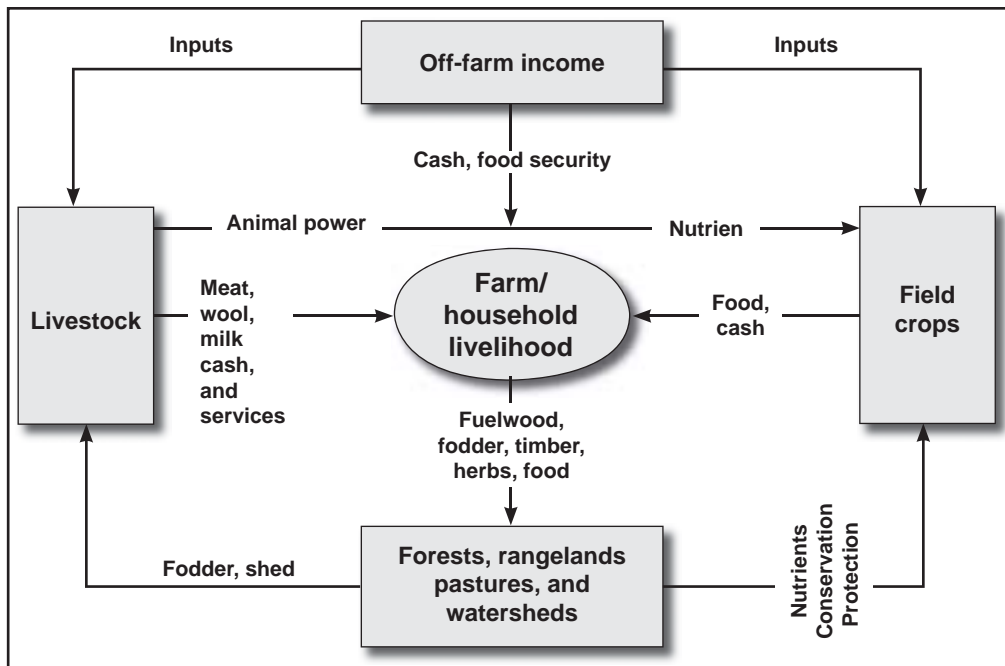 Inputs
Off-farm income
Inputs
Cash, food security
Animal power
Nutrien
Livestock
Meat,
wool,
milk
cash,
and
services
Farm/
household
livelihood
Food,
cash
Field
crops
Fuelwood,
fodder, timber,
herbs, food
Fodder, shed
Forests, rangelands
pastures, and
watersheds
Nutrients
Conservation
Protection